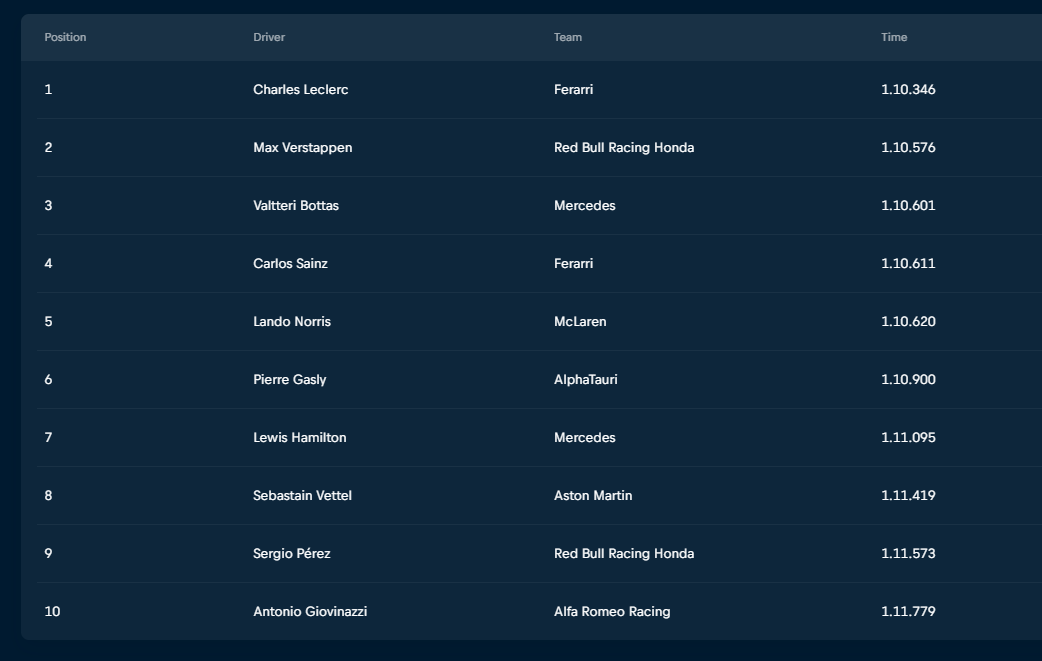 Position Driver Team Time
1 Charles Leclerc Ferarri 1.10.346
2 Max Verstappen Red Bull Racing Honda 1.10.576
3 Valtteri Bottas Mercedes 1.10.601
4 Carlos Sainz Ferarri 1.10.611
5 Lando Norris McLaren 1.10.620
6 Pierre Gasly AlphaTauri 1.10.900
7 Lewis Hamilton Mercedes 1.11.095
8 Sebastain Vettel Aston Martin 1.11.419
9 Sergio Pérez Red Bull Racing Honda 1.11.573
10 Antonio Giovinazzi Alfa Romeo Racing 1.11.779